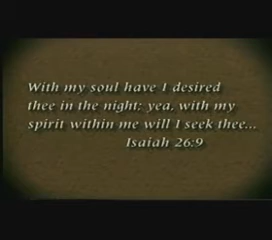 With my soul have I desired
thee in the night; yea, with my
spirit within me will I seek thee...
Isaiah 26:9